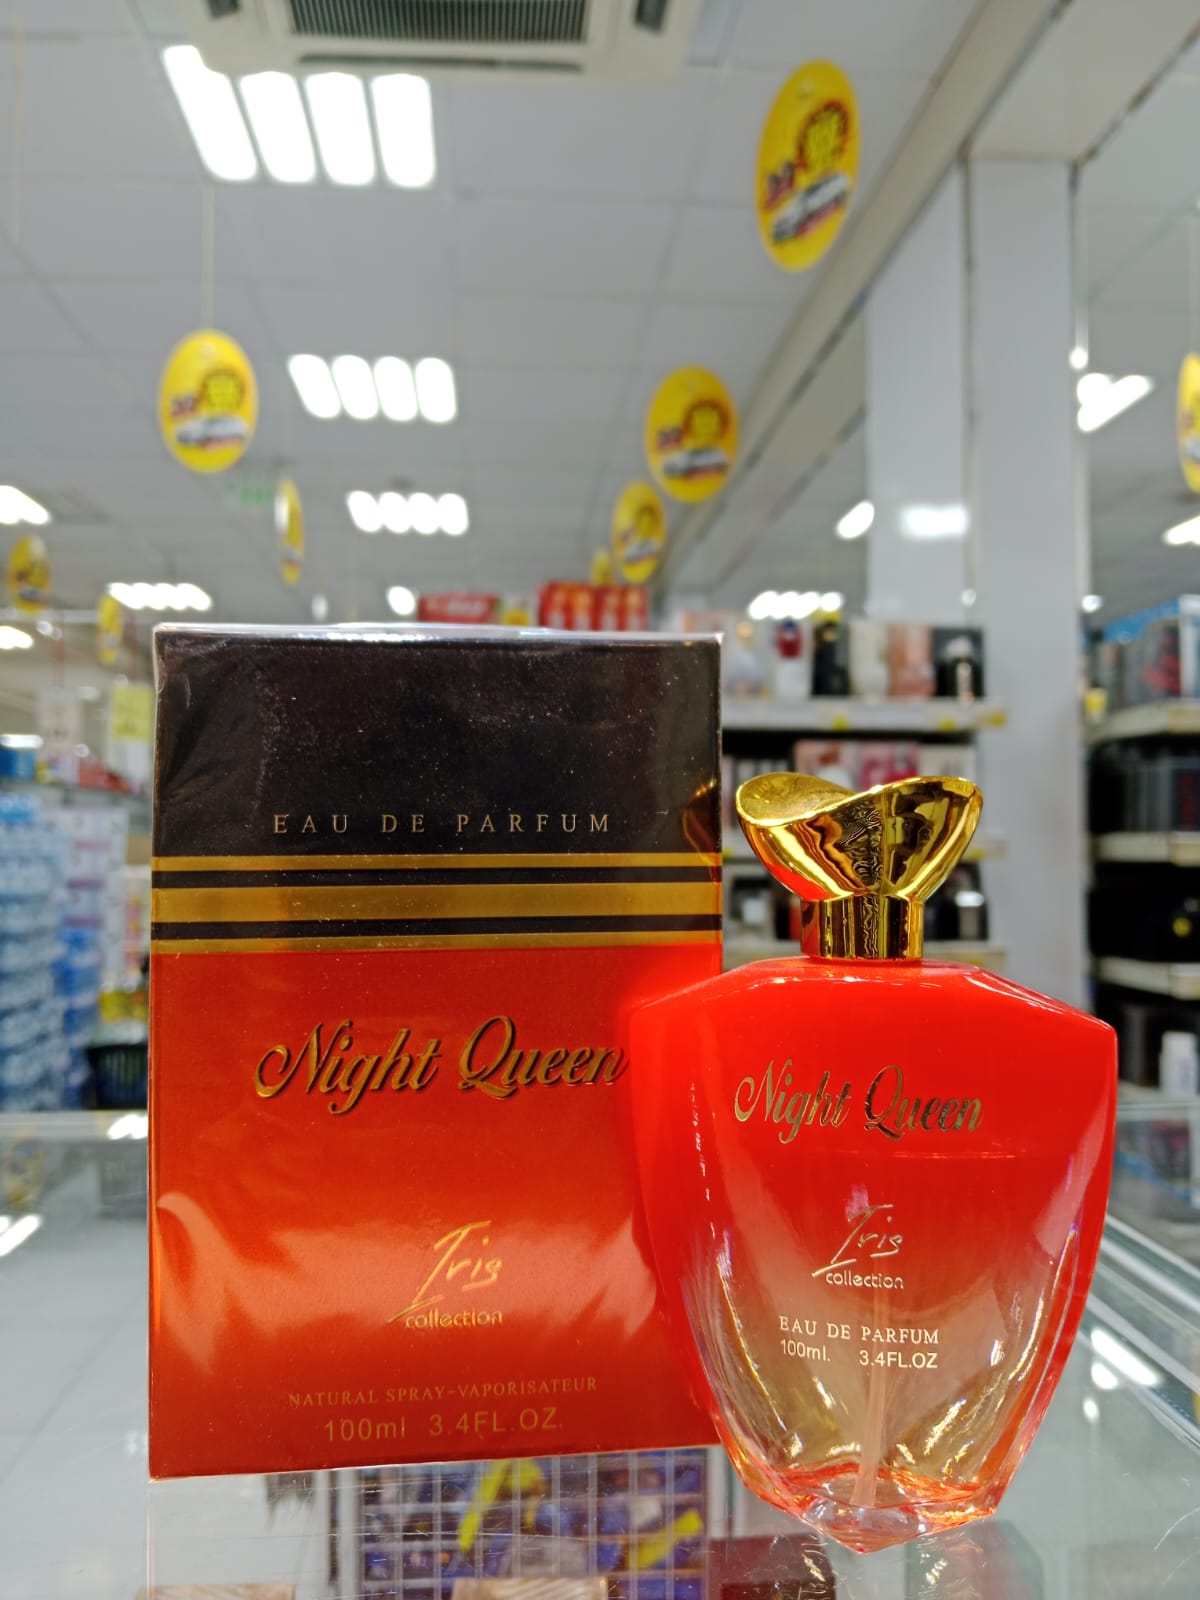 EAU DE PARFUM
Night Queen
Iris
collection
NATURAL SPRAY-VAPORISATEUR
100ml 3.4FL.OZ.
Night Queen
Iris
collection
EAU DE PARFUM
100ml. 3.4FL.OZ